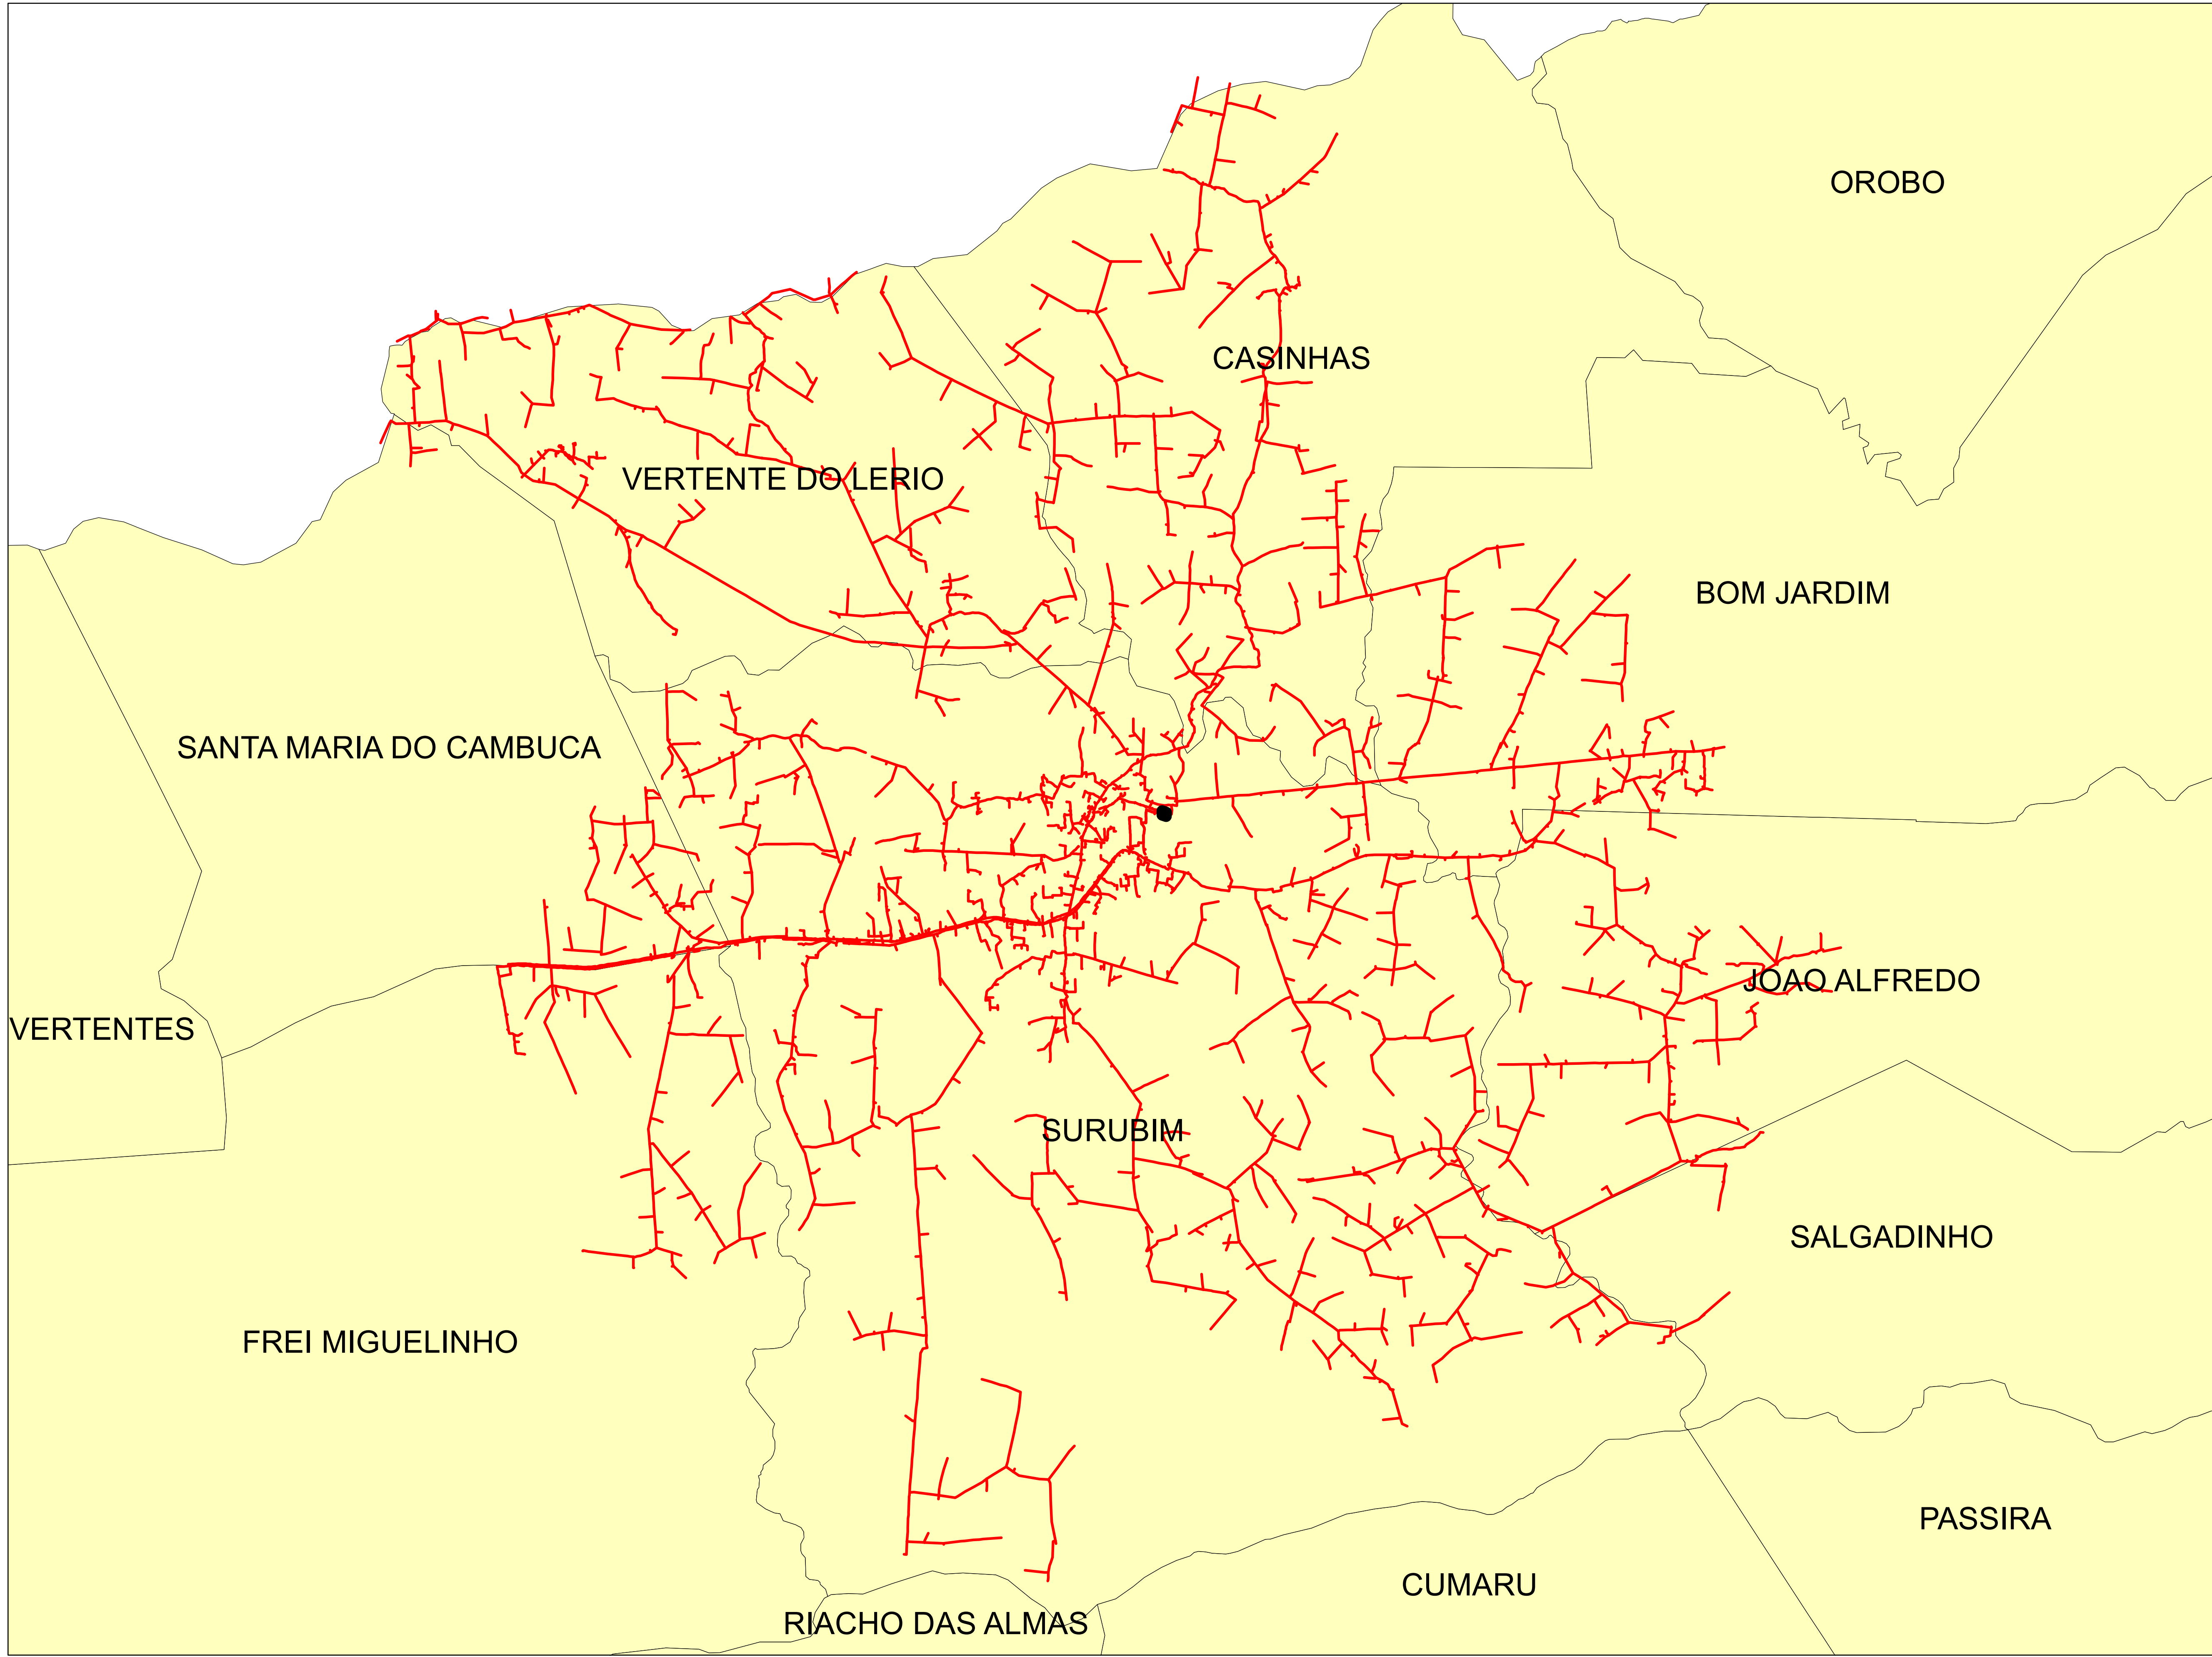 OROBO
CASINHAS
VERTENTE DO LERIO
BOM JARDIM
SANTA MARIA DO CAMBUCA
JOAO ALFREDO
VERTENTES
SURUBIM
SALGADINHO
FREI MIGUELINHO
PASSIRA
CUMARU
RIACHO DAS ALMAS